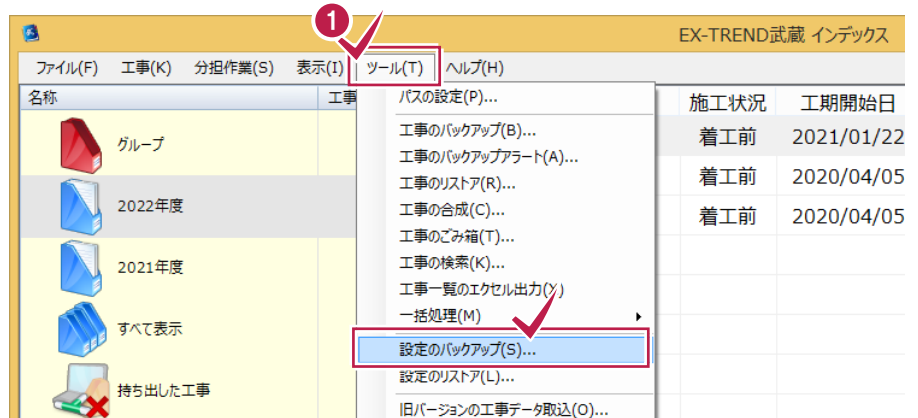 1
EX-TREND武蔵 インデックス
ファイル(F) 工事(K) 分担作業(S) 表示(I) ツール(T) ヘルプ(H)
名称 工事 施工状況 工期開始日
グループ 着工前 2021/01/22
着工前 2020/04/05
2022年度 着工前 2020/04/05
2021年度
すべて表示
持ち出した工事
パスの設定(P)...
工事のバックアップ(B)...
工事のバックアップアラート(A)...
工事のリストア(R)...
工事の合成(C)...
工事のごみ箱(T)...
工事の検索(K)...
工事一覧のエクセル出力(X)
一括処理(M)
設定のバックアップ(S)...
設定のリストア(L)...
旧バージョンの工事データ取込(O)...